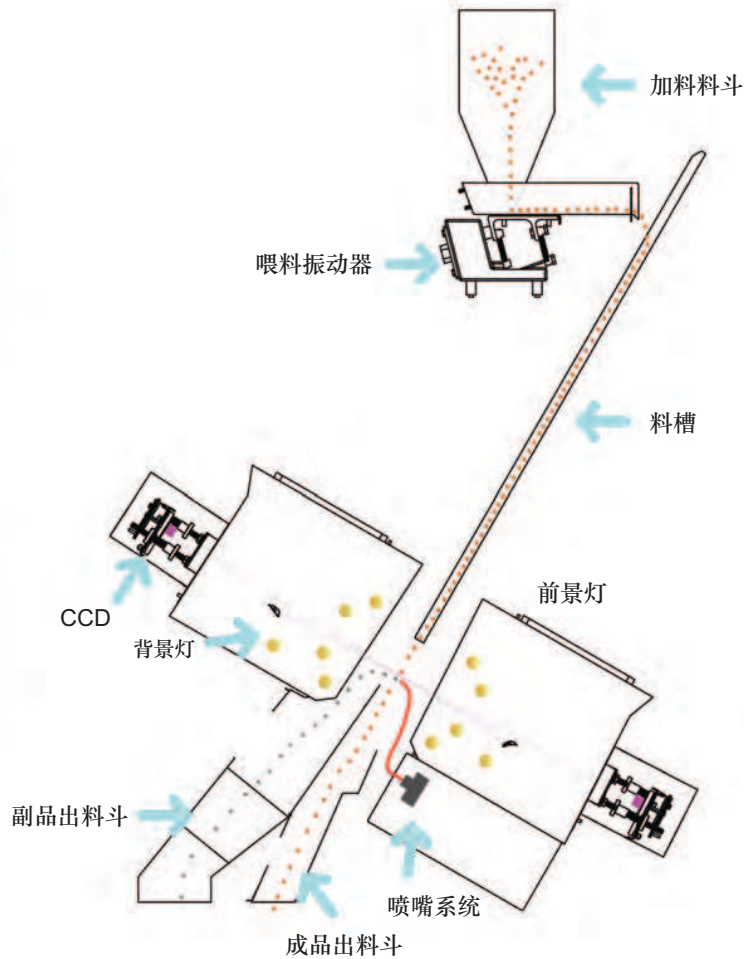 加料料斗
喂料振动器
料槽
前景灯
CCD
背景灯
副品出料斗
喷嘴系统
成品出料斗